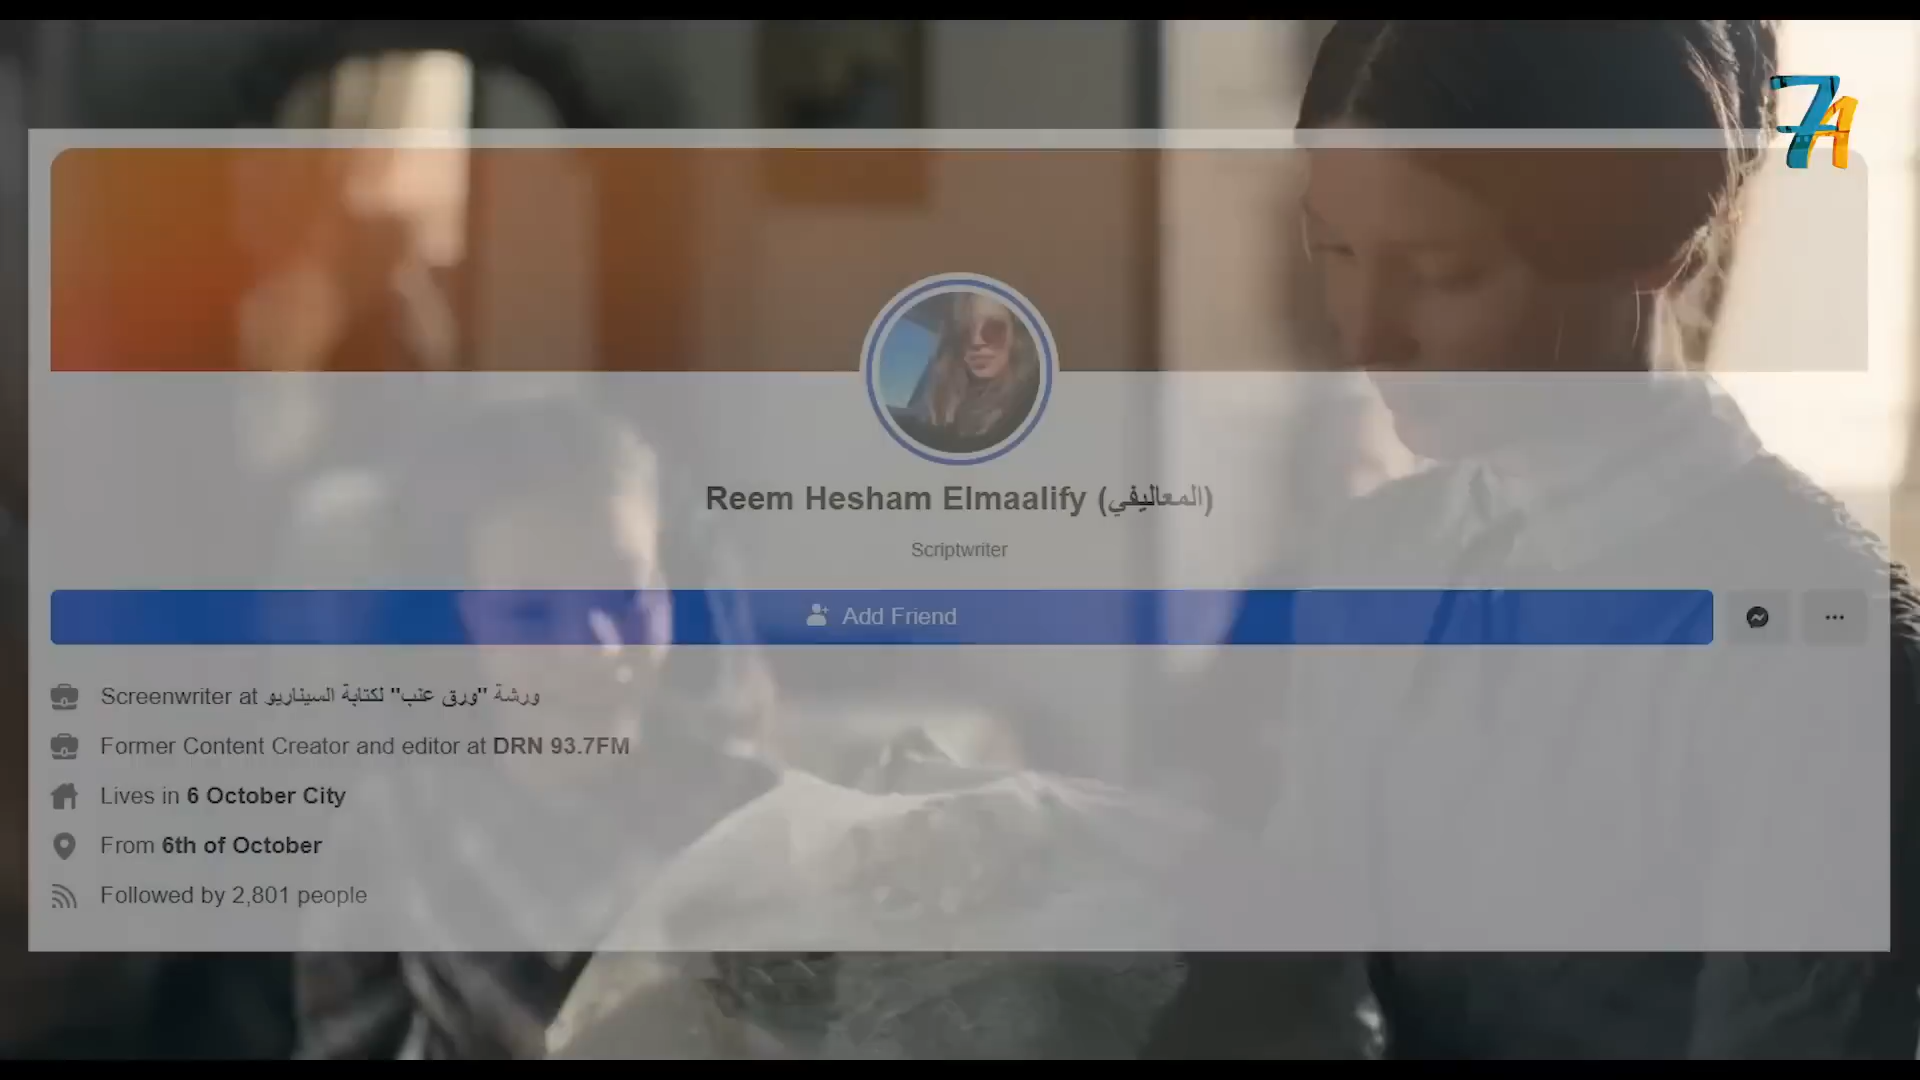 7A
Reem Hesham Elmaalify (المعاليفي)
Scriptwriter
Add Friend
Screenwriter at ورشة "ورق عنب" لكتابة السيناريو
Former Content Creator and editor at DRN 93.7FM
Lives in 6 October City
From 6th of October
Followed by 2,801 people